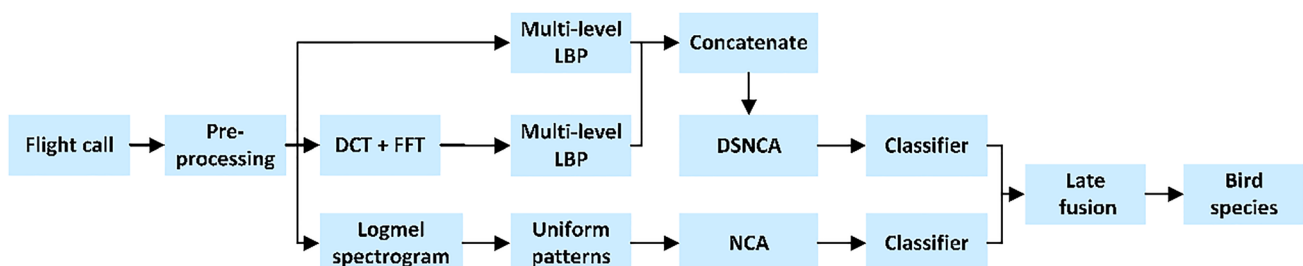 Multi-level
LBP
Concatenate
Flight call
Pre-
processing
DCT + FFT
Multi-level
LBP
DSNCA
Classifier
Late
fusion
Bird
species
Logmel
spectrogram
Uniform
patterns
NCA
Classifier